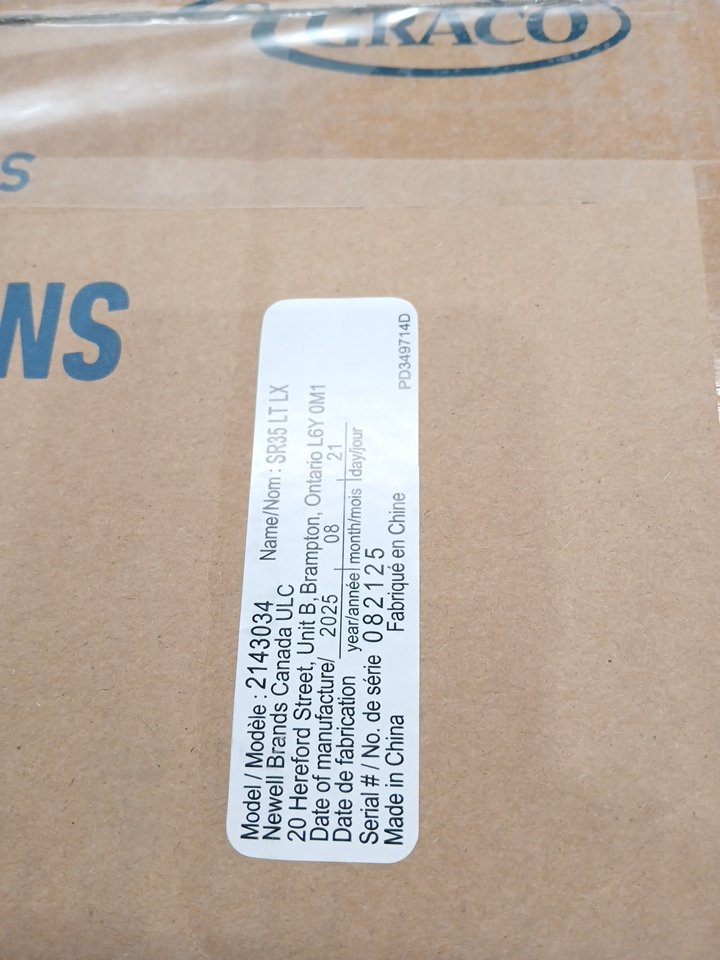 GRACO
S
WNS
Model / Modèle : 2143034 Name/Nom : SR35 LT LX
Newell Brands Canada ULC
20 Hereford Street, Unit B, Brampton, Ontario L6Y 0M1
Date of manufacture/ 2025 08 21
Date de fabrication year/année month/mois day/jour
Serial # / No. de série 082125
Made in China Fabriqué en Chine
PD349714D